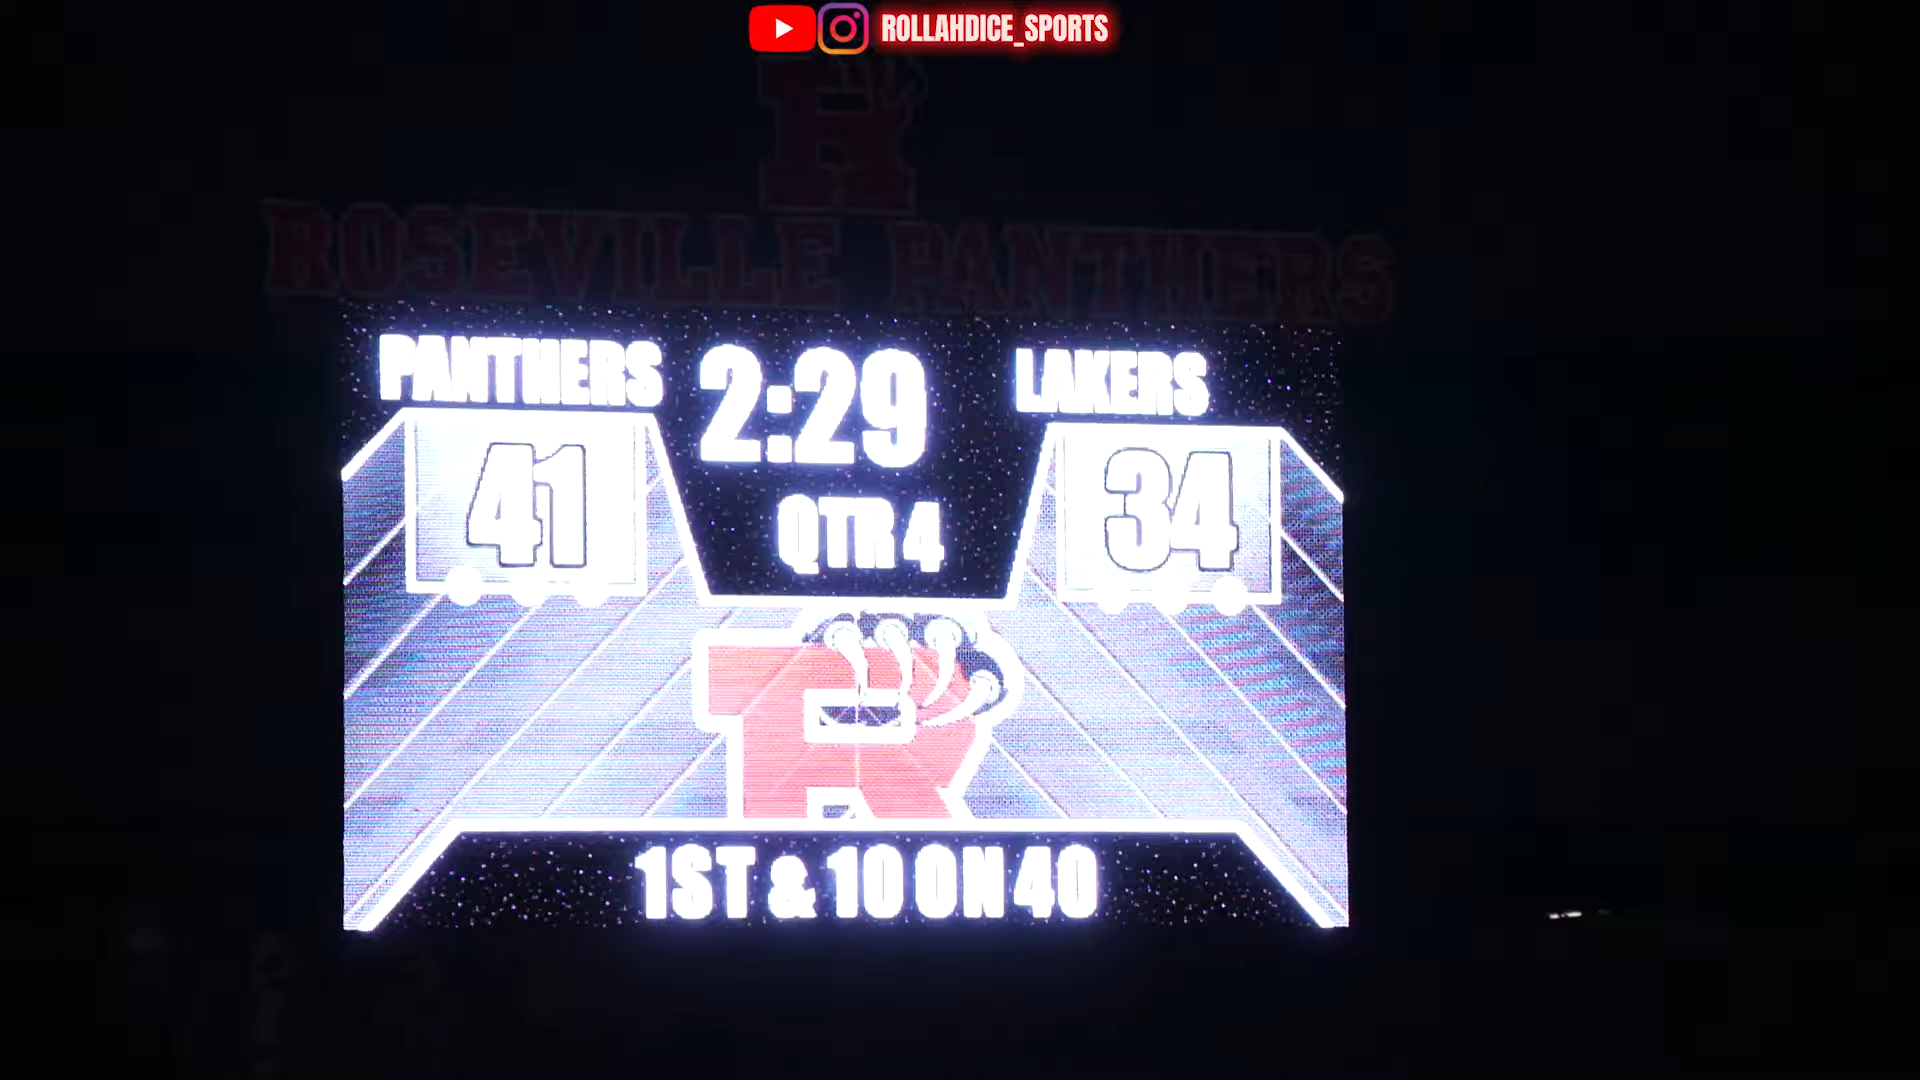 ROLLAHDICE_SPORTS
R
ROSEVILLE PANTHERS
PANTHERS 2:29 LAKERS
41 QTR 4 34
R
1ST & 10 ON 40